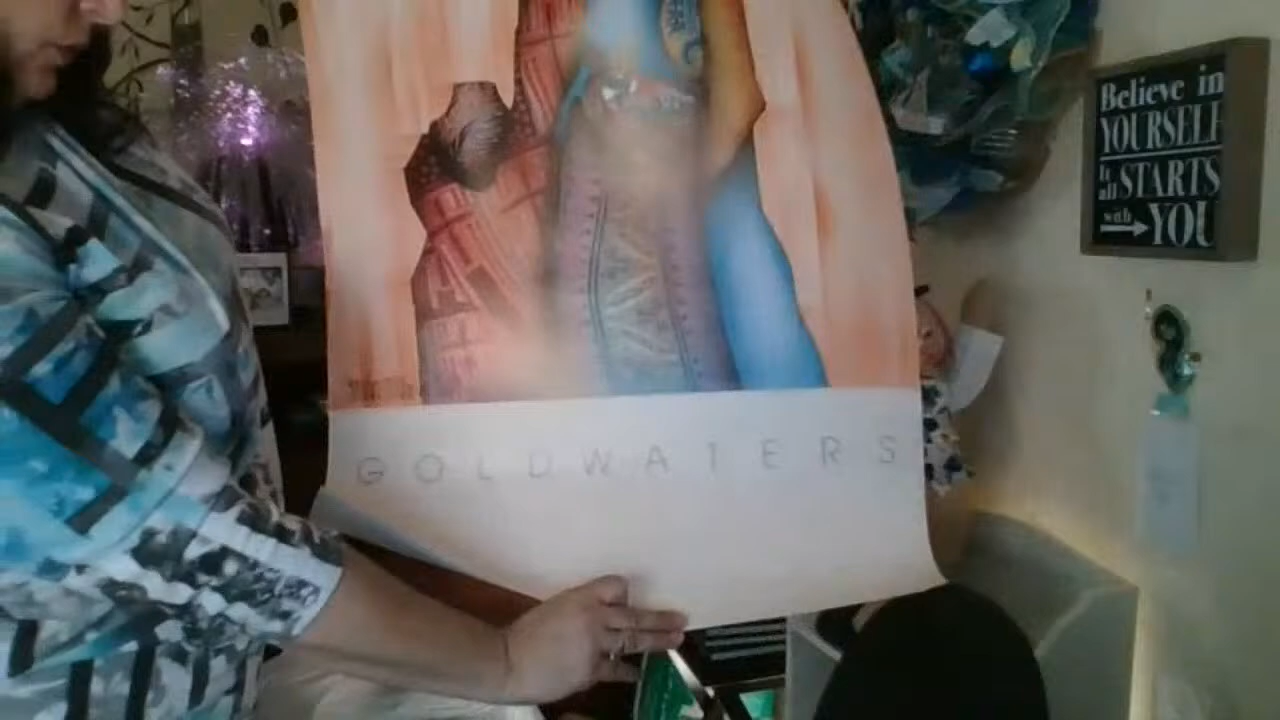 GOLDWATERS
Believe in
YOURSELF
It
all STARTS
with
YOU